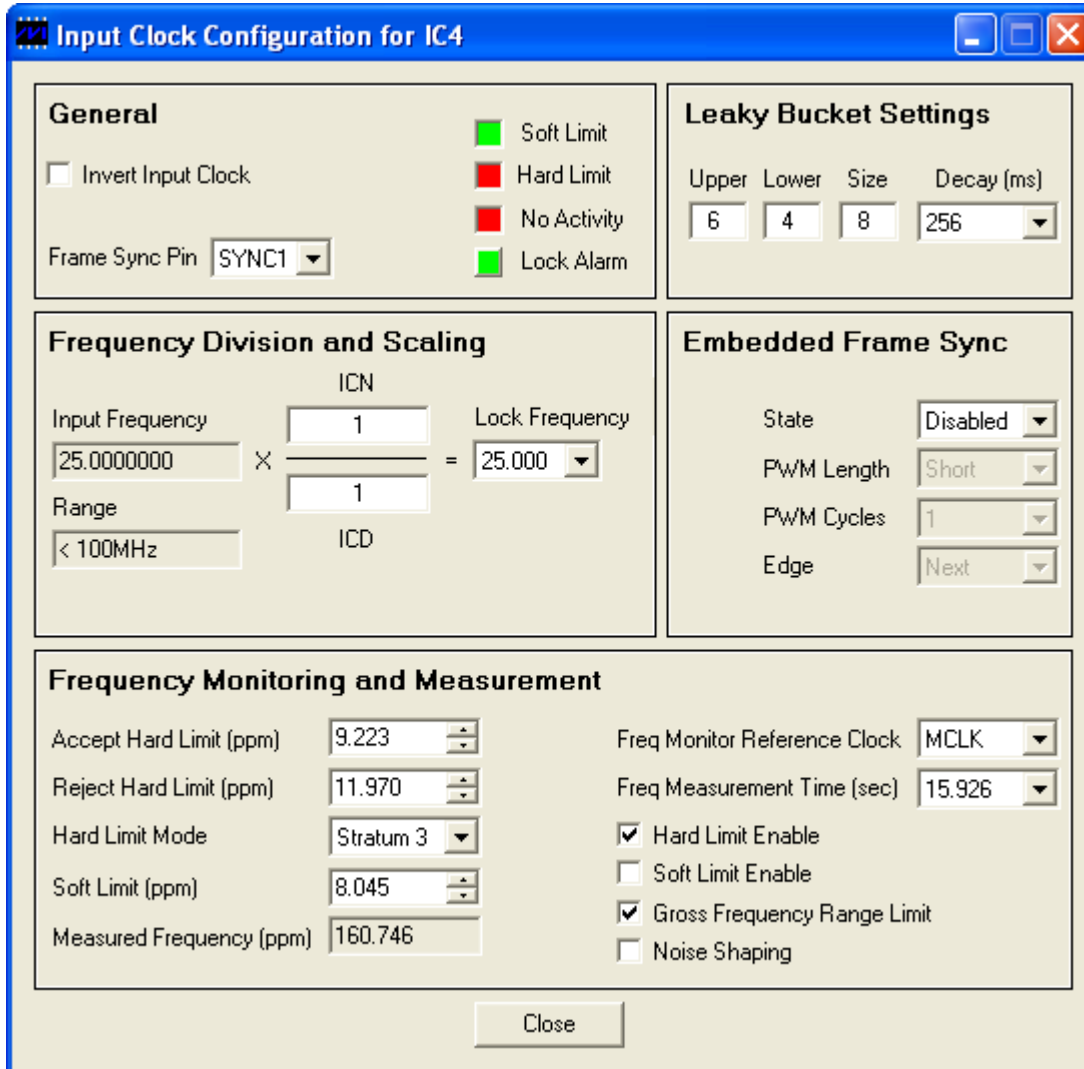 Input Clock Configuration for IC4
General
Invert Input Clock
Frame Sync Pin SYNC1
Soft Limit
Hard Limit
No Activity
Lock Alarm
Leaky Bucket Settings
Upper Lower Size Decay (ms)
6 4 8 256
Frequency Division and Scaling
ICN
Input Frequency 1 Lock Frequency
25.0000000 X = 25.000
Range 1
< 100MHz ICD
Embedded Frame Sync
State Disabled
PWM Length Short
PWM Cycles 1
Edge Next
Frequency Monitoring and Measurement
Accept Hard Limit (ppm) 9.223
Reject Hard Limit (ppm) 11.970
Hard Limit Mode Stratum 3
Soft Limit (ppm) 8.045
Measured Frequency (ppm) 160.746
Freq Monitor Reference Clock MCLK
Freq Measurement Time (sec) 15.926
Hard Limit Enable
Soft Limit Enable
Gross Frequency Range Limit
Noise Shaping
Close